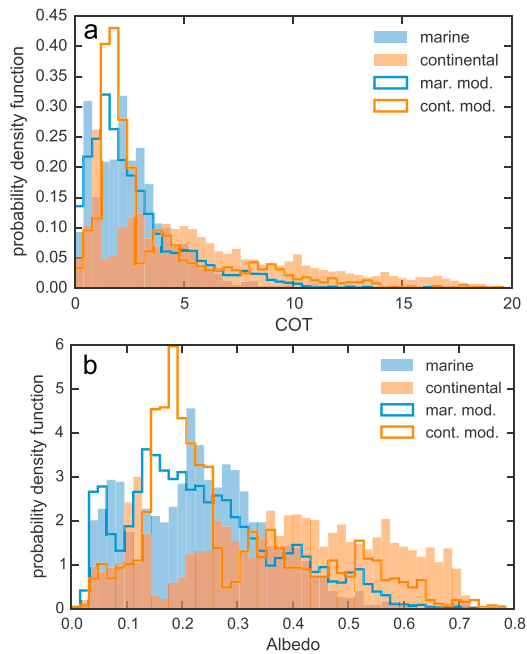 a
0.45
0.40
0.35
0.30
0.25
0.20
0.15
0.10
0.05
0.00
probability density function
marine
continental
mar. mod.
cont. mod.
0 5 10 15 20
COT
b
6
5
4
3
2
1
0
probability density function
marine
continental
mar. mod.
cont. mod.
0.0 0.1 0.2 0.3 0.4 0.5 0.6 0.7 0.8
Albedo